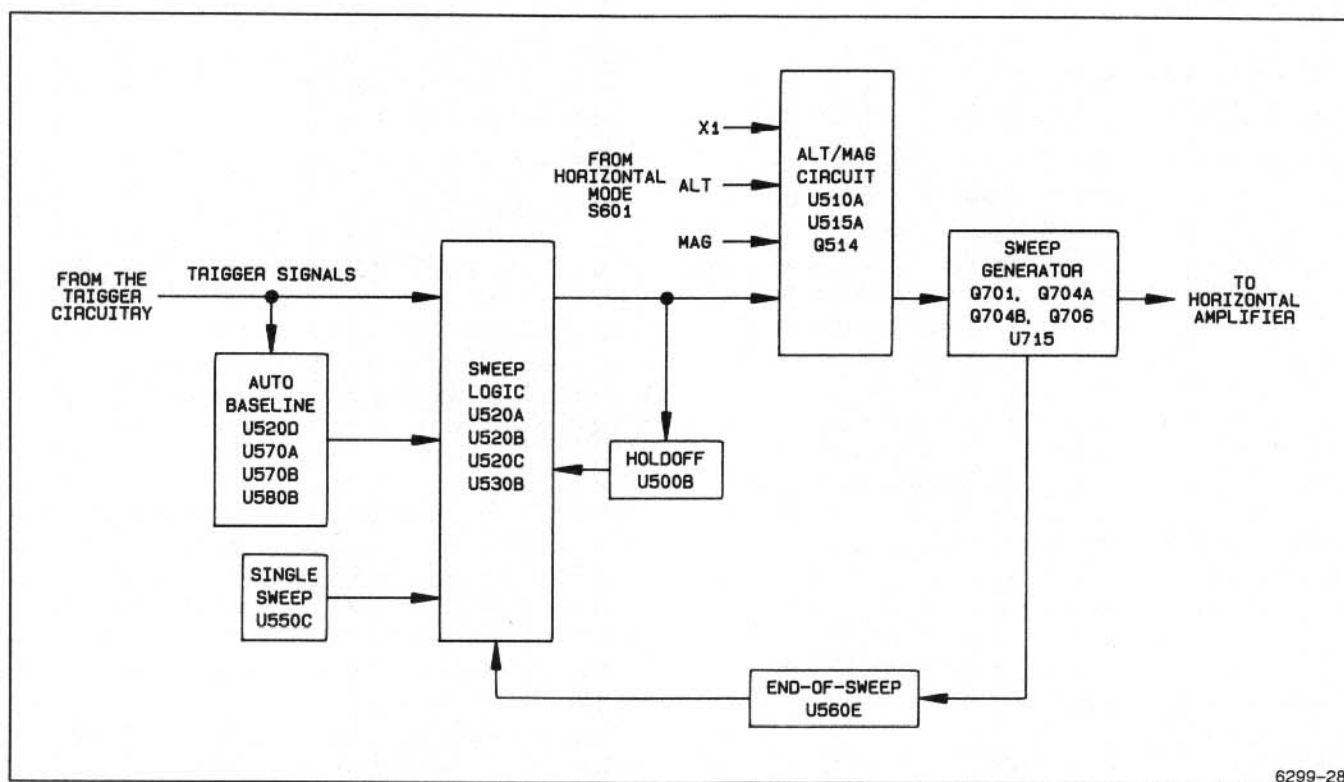 FROM THE
TRIGGER
CIRCUITRY
TRIGGER SIGNALS
AUTO
BASELINE
U520D
U570A
U570B
U580B
SINGLE
SWEEP
U550C
SWEEP
LOGIC
U520A
U520B
U520C
U530B
HOLDOFF
U500B
FROM
HORIZONTAL
MODE
S601
X1
ALT
MAG
ALT/MAG
CIRCUIT
U510A
U515A
Q514
SWEEP
GENERATOR
Q701, Q704A
Q704B, Q706
U715
TO
HORIZONTAL
AMPLIFIER
END-OF-SWEEP
U560E
6299-28